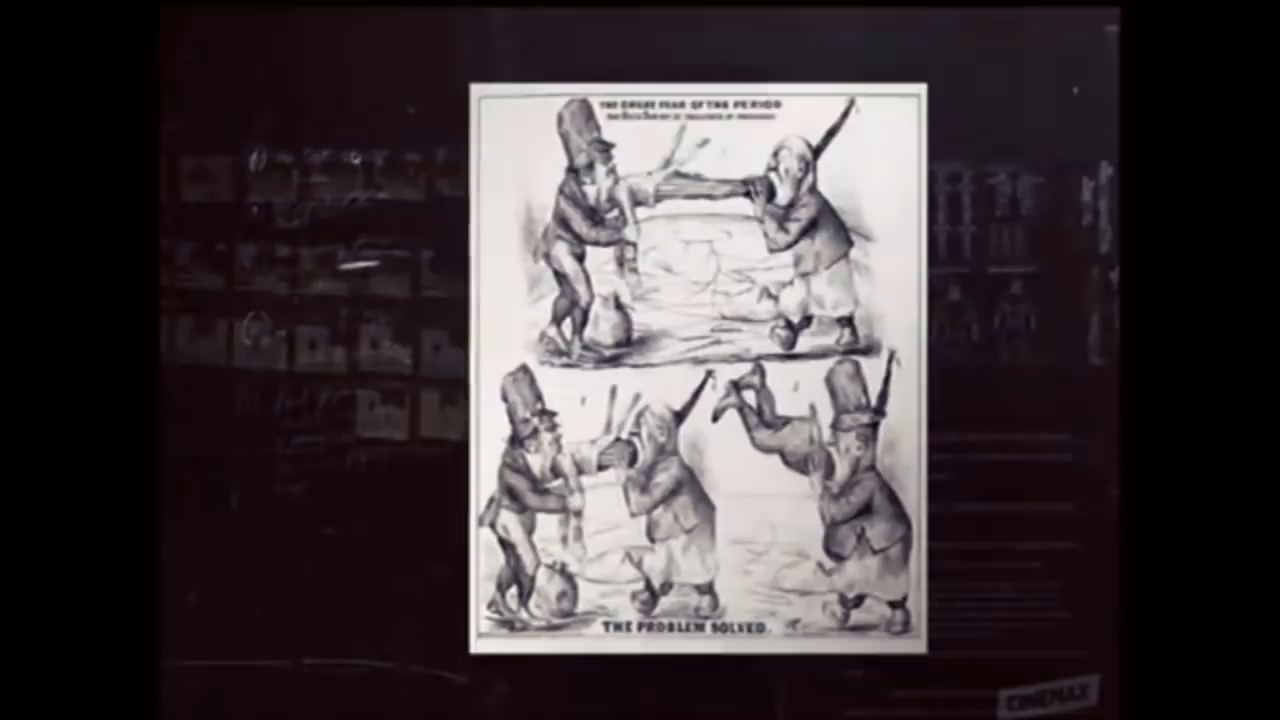 THE GREAT FEAR OF THE PERIOD
THE PROBLEM SOLVED.
CINEMAX